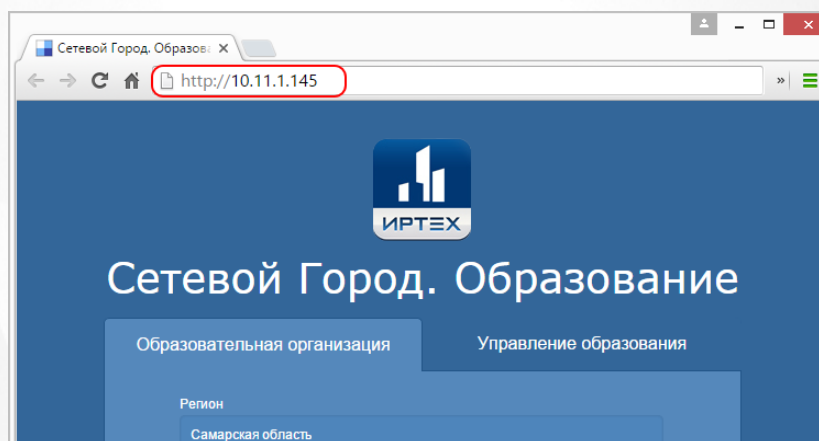 Сетевой Город. Образова
http://10.11.1.145
ИРТЕХ
Сетевой Город. Образование
Образовательная организация
Управление образования
Регион
Самарская область